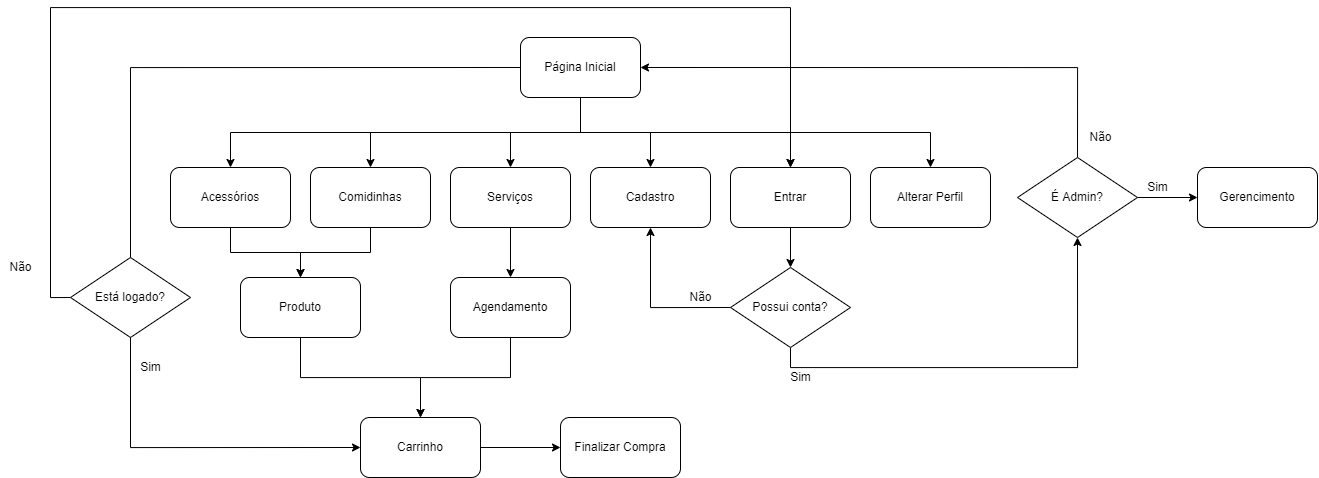 Página Inicial
Não
Acessórios
Comidinhas
Serviços
Cadastro
Entrar
Alterar Perfil
É Admin?
Sim
Gerencimento
Não
Está logado?
Produto
Agendamento
Não
Possui conta?
Sim
Sim
Carrinho
Finalizar Compra